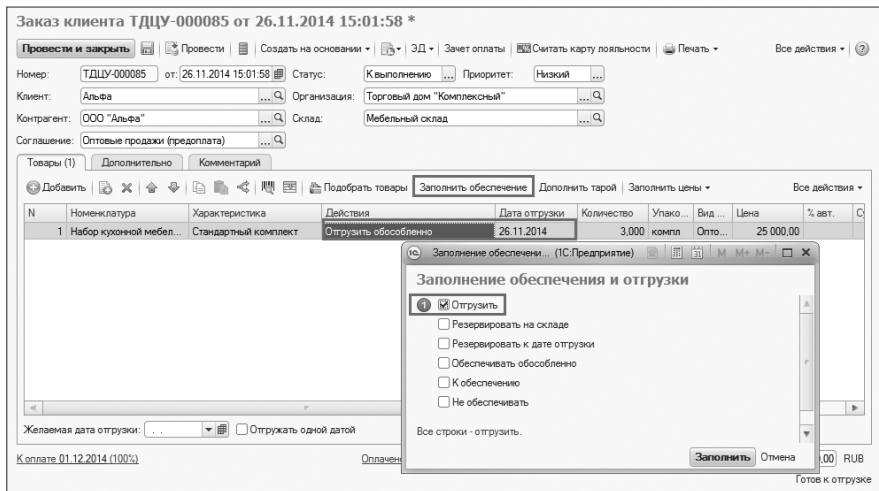 Заказ клиента ТДЦУ-000085 от 26.11.2014 15:01:58 *
Провести и закрыть Провести Создать на основании ЭД Зачет оплаты Считать карту лояльности Печать Все действия ?
Номер: ТДЦУ-000085 от: 26.11.2014 15:01:58 Статус: К выполнению ... Приоритет: Низкий ...
Клиент: Альфа ... Организация: Торговый дом "Комплексный" ...
Контрагент: ООО "Альфа" ... Склад: Мебельный склад ...
Соглашение: Оптовые продажи (предоплата) ...
Товары (1) Дополнительно Комментарий
Добавить Подобрать товары Заполнить обеспечение Дополнить тарой Заполнить цены Все действия
N Номенклатура Характеристика Действия Дата отгрузки Количество Упако... Вид ... Цена % авт.
1 Набор кухонной мебел... Стандартный комплект Отгрузить обособленно 26.11.2014 3,000 компл Опто... 25 000,00
Заполнение обеспечени... (1С:Предприятие) M M+ M-
Заполнение обеспечения и отгрузки
1 Отгрузить
Резервировать на складе
Резервировать к дате отгрузки
Обеспечивать обособленно
К обеспечению
Не обеспечивать
Все строки - отгрузить.
Заполнить Отмена
Желаемая дата отгрузки: . . Отгружать одной датой
К оплате 01.12.2014 (100%) Оплачен ,00 RUB
Готов к отгрузке